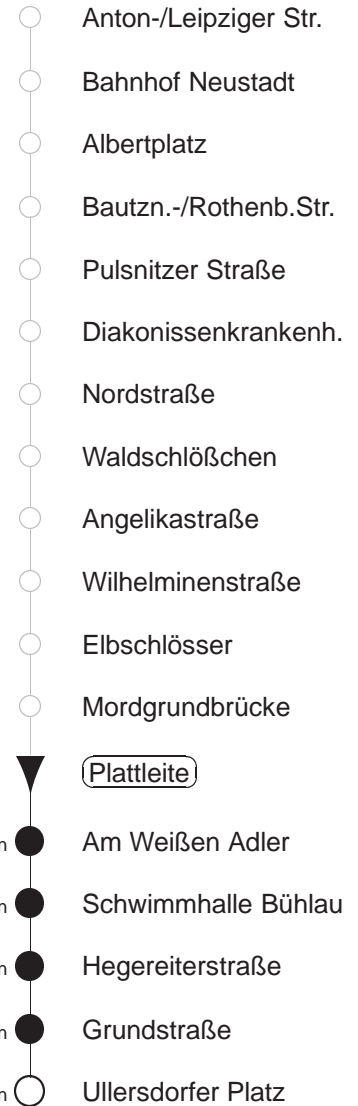 Anton-/Leipziger Str.
Bahnhof Neustadt
Albertplatz
Bautzn.-/Rothenb.Str.
Pulsnitzer Straße
Diakonissenkrankenh.
Nordstraße
Waldschlößchen
Angelikastraße
Wilhelminenstraße
Elbschlösser
Mordgrundbrücke
Plattleite
Am Weißen Adler
Schwimmhalle Bühlau
Hegereiterstraße
Grundstraße
Ullersdorfer Platz